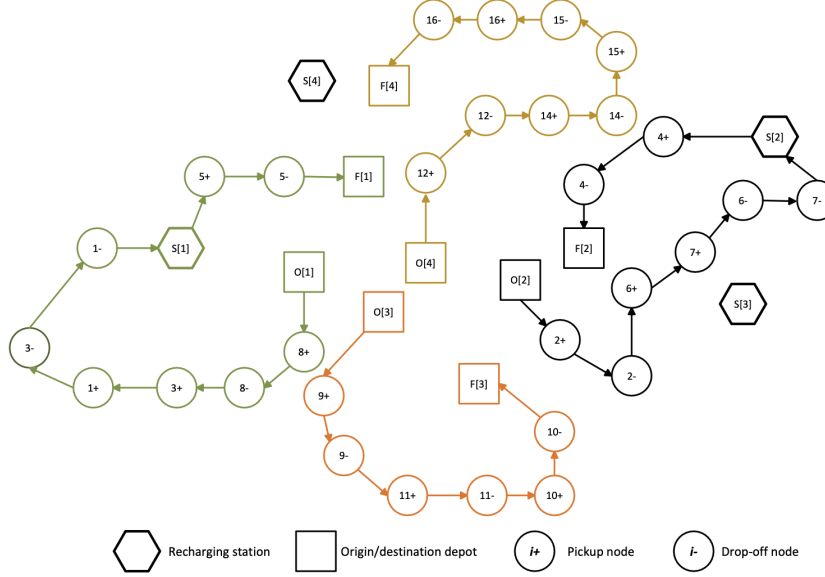 16-
16+
15-
15+
S[4]
F[4]
12-
14+
14-
4+
S[2]
5+
5-
F[1]
12+
4-
6-
7-
1-
S[1]
O[4]
F[2]
7+
O[1]
O[2]
6+
S[3]
O[3]
2+
3-
8+
2-
1+
3+
8-
9+
F[3]
10-
9-
11+
11-
10+
Recharging station
Origin/destination depot
i+
Pickup node
i-
Drop-off node